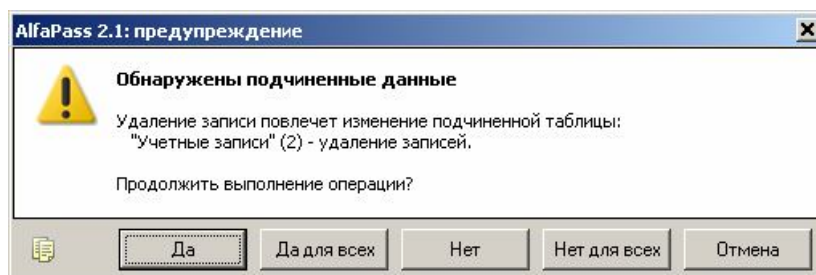 AlfaPass 2.1: предупреждение
Обнаружены подчиненные данные
Удаление записи повлечет изменение подчиненной таблицы:
"Учетные записи" (2) - удаление записей.
Продолжить выполнение операции?
Да Да для всех Нет Нет для всех Отмена